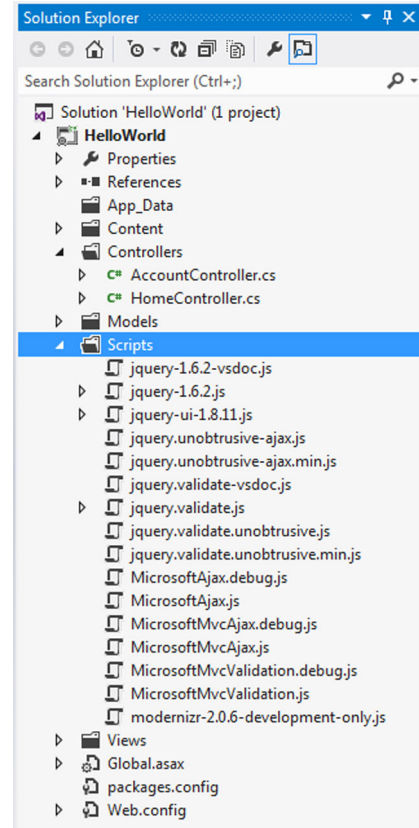 Solution Explorer
Search Solution Explorer (Ctrl+;)
Solution 'HelloWorld' (1 project)
HelloWorld
Properties
References
App_Data
Content
Controllers
C# AccountController.cs
C# HomeController.cs
Models
Scripts
jquery-1.6.2-vsdoc.js
jquery-1.6.2.js
jquery-ui-1.8.11.js
jquery.unobtrusive-ajax.js
jquery.unobtrusive-ajax.min.js
jquery.validate-vsdoc.js
jquery.validate.js
jquery.validate.unobtrusive.js
jquery.validate.unobtrusive.min.js
MicrosoftAjax.debug.js
MicrosoftAjax.js
MicrosoftMvcAjax.debug.js
MicrosoftMvcAjax.js
MicrosoftMvcValidation.debug.js
MicrosoftMvcValidation.js
modernizr-2.0.6-development-only.js
Views
Global.asax
packages.config
Web.config